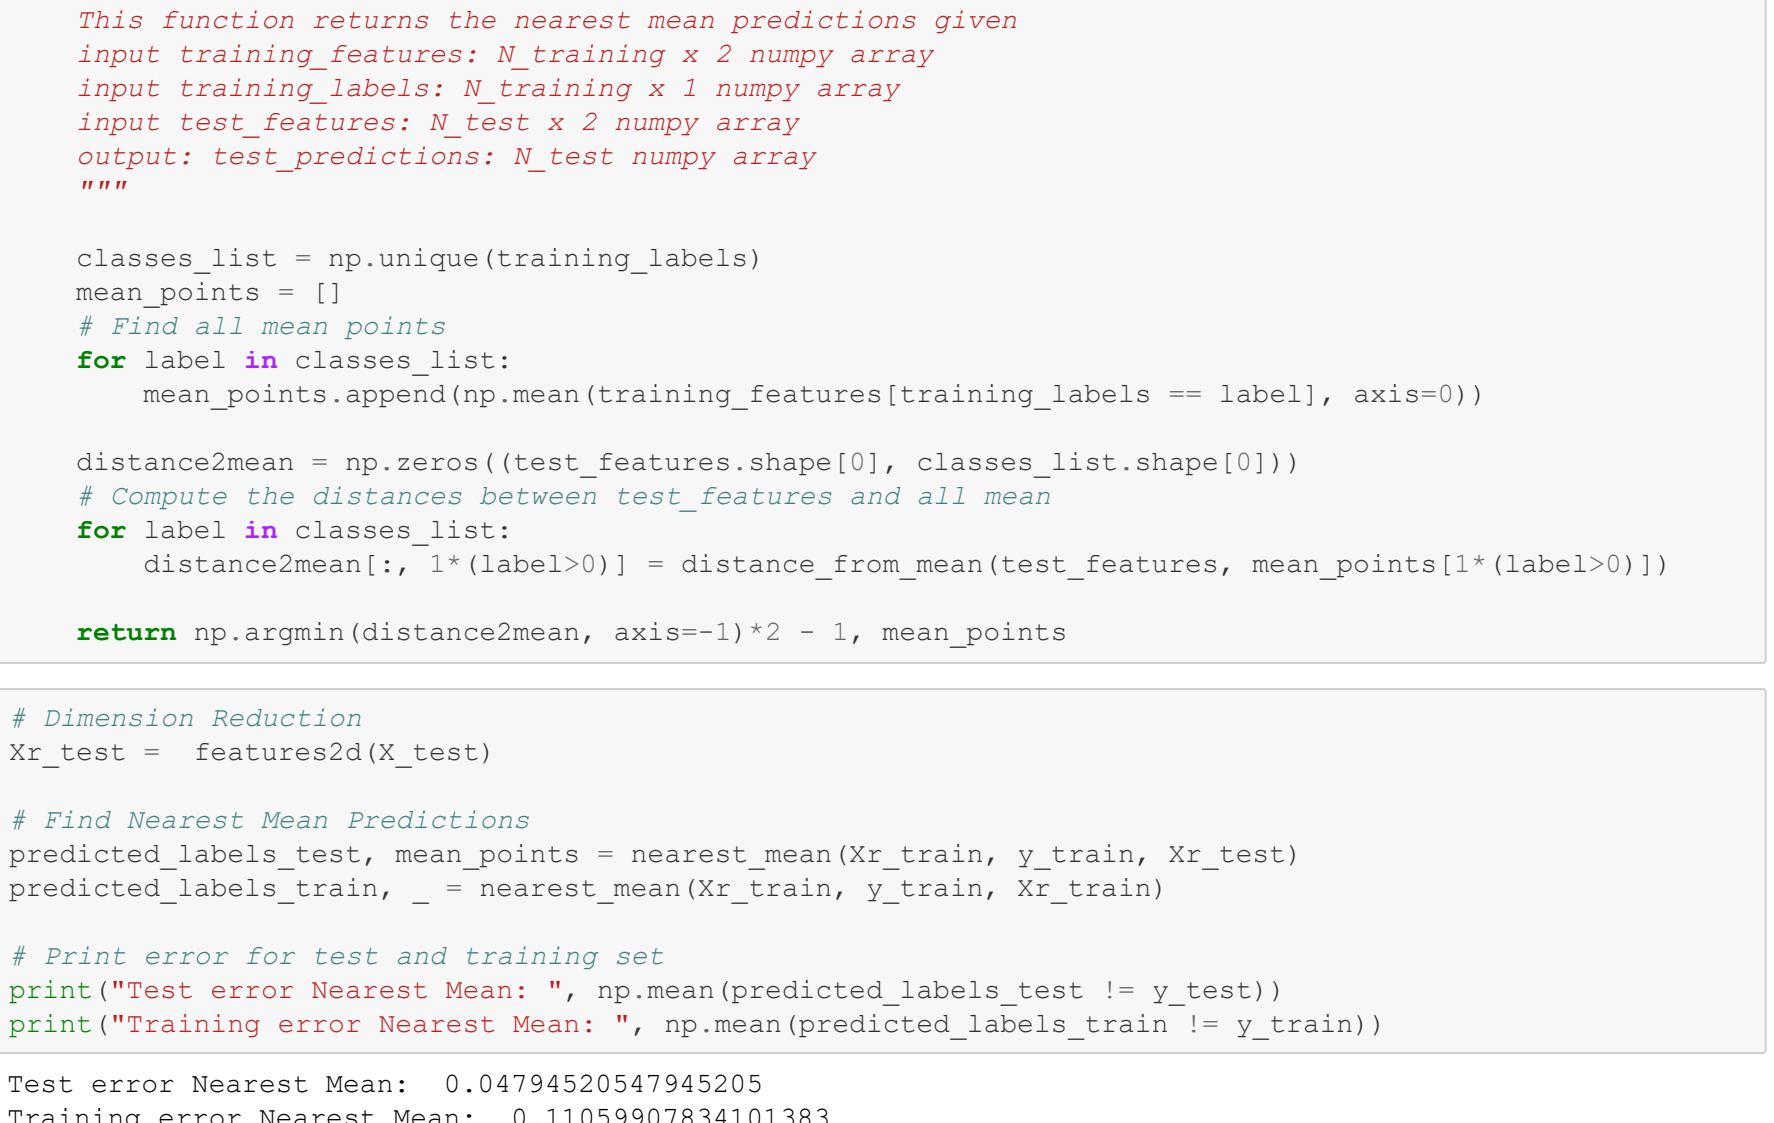 This function returns the nearest mean predictions given
input training_features: N_training x 2 numpy array
input training_labels: N_training x 1 numpy array
input test_features: N_test x 2 numpy array
output: test_predictions: N_test numpy array
"""
classes_list = np.unique(training_labels)
mean_points = []
# Find all mean points
for label in classes_list:
mean_points.append(np.mean(training_features[training_labels == label], axis=0))
distance2mean = np.zeros((test_features.shape[0], classes_list.shape[0]))
# Compute the distances between test_features and all mean
for label in classes_list:
distance2mean[:, 1*(label>0)] = distance_from_mean(test_features, mean_points[1*(label>0)])
return np.argmin(distance2mean, axis=-1)*2 - 1, mean_points
# Dimension Reduction
Xr_test =  features2d(X_test)
# Find Nearest Mean Predictions
predicted_labels_test, mean_points = nearest_mean(Xr_train, y_train, Xr_test)
predicted_labels_train, _ = nearest_mean(Xr_train, y_train, Xr_train)
# Print error for test and training set
print("Test error Nearest Mean: ", np.mean(predicted_labels_test != y_test))
print("Training error Nearest Mean: ", np.mean(predicted_labels_train != y_train))
Test error Nearest Mean:  0.04794520547945205
Training error Nearest Mean:  0.11059907834101383